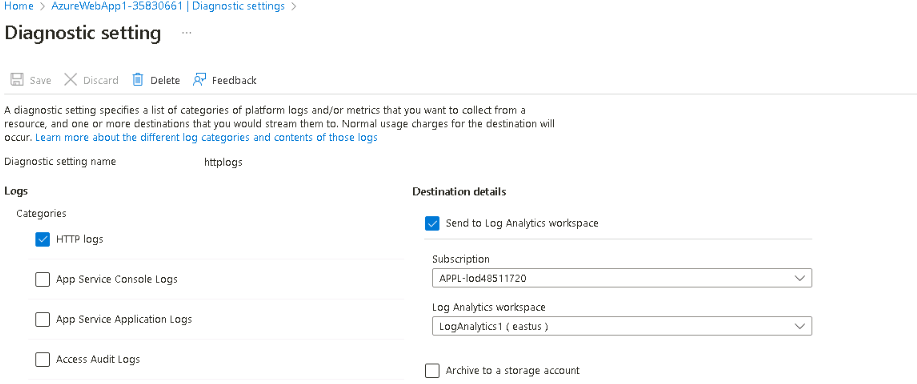 Home > AzureWebApp1-35830661 | Diagnostic settings >
Diagnostic setting ...
Save Discard Delete Feedback
A diagnostic setting specifies a list of categories of platform logs and/or metrics that you want to collect from a
resource, and one or more destinations that you would stream them to. Normal usage charges for the destination will
occur. Learn more about the different log categories and contents of those logs
Diagnostic setting name httplogs
Logs
Categories
HTTP logs
App Service Console Logs
App Service Application Logs
Access Audit Logs
Destination details
Send to Log Analytics workspace
Subscription
APPL-lod48511720
Log Analytics workspace
LogAnalytics1 ( eastus )
Archive to a storage account